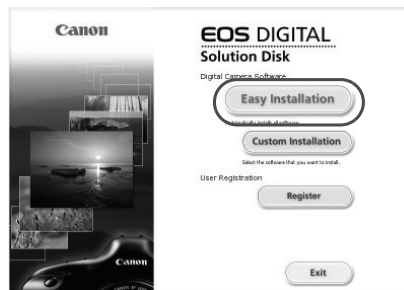 Canon
EOS DIGITAL
Solution Disk
Digital Camera Software
Easy Installation
Custom Installation
Select the software that you want to install.
User Registration
Register
Canon
Exit